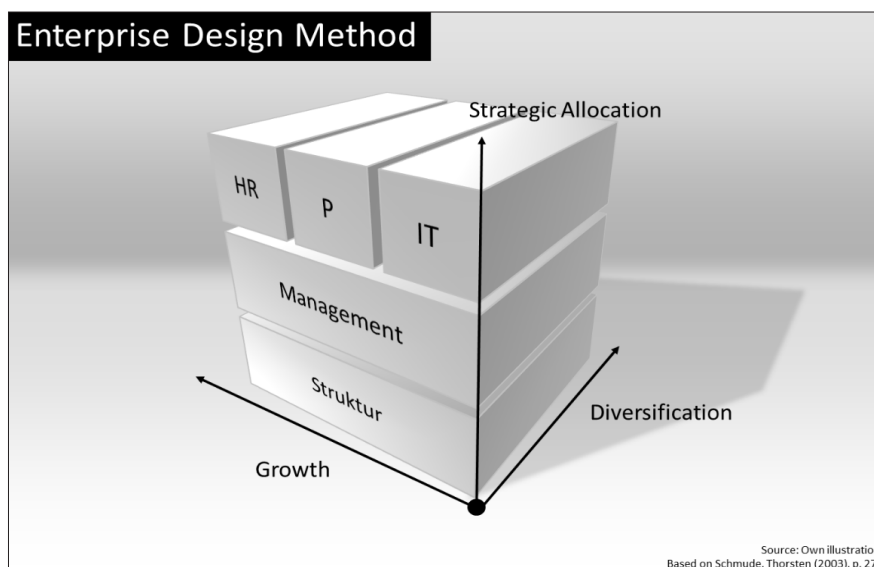 Enterprise Design Method
Strategic Allocation
HR
P
IT
Management
Struktur
Diversification
Growth
Source: Own illustration
Based on Schmude, Thorsten (2003), p. 27